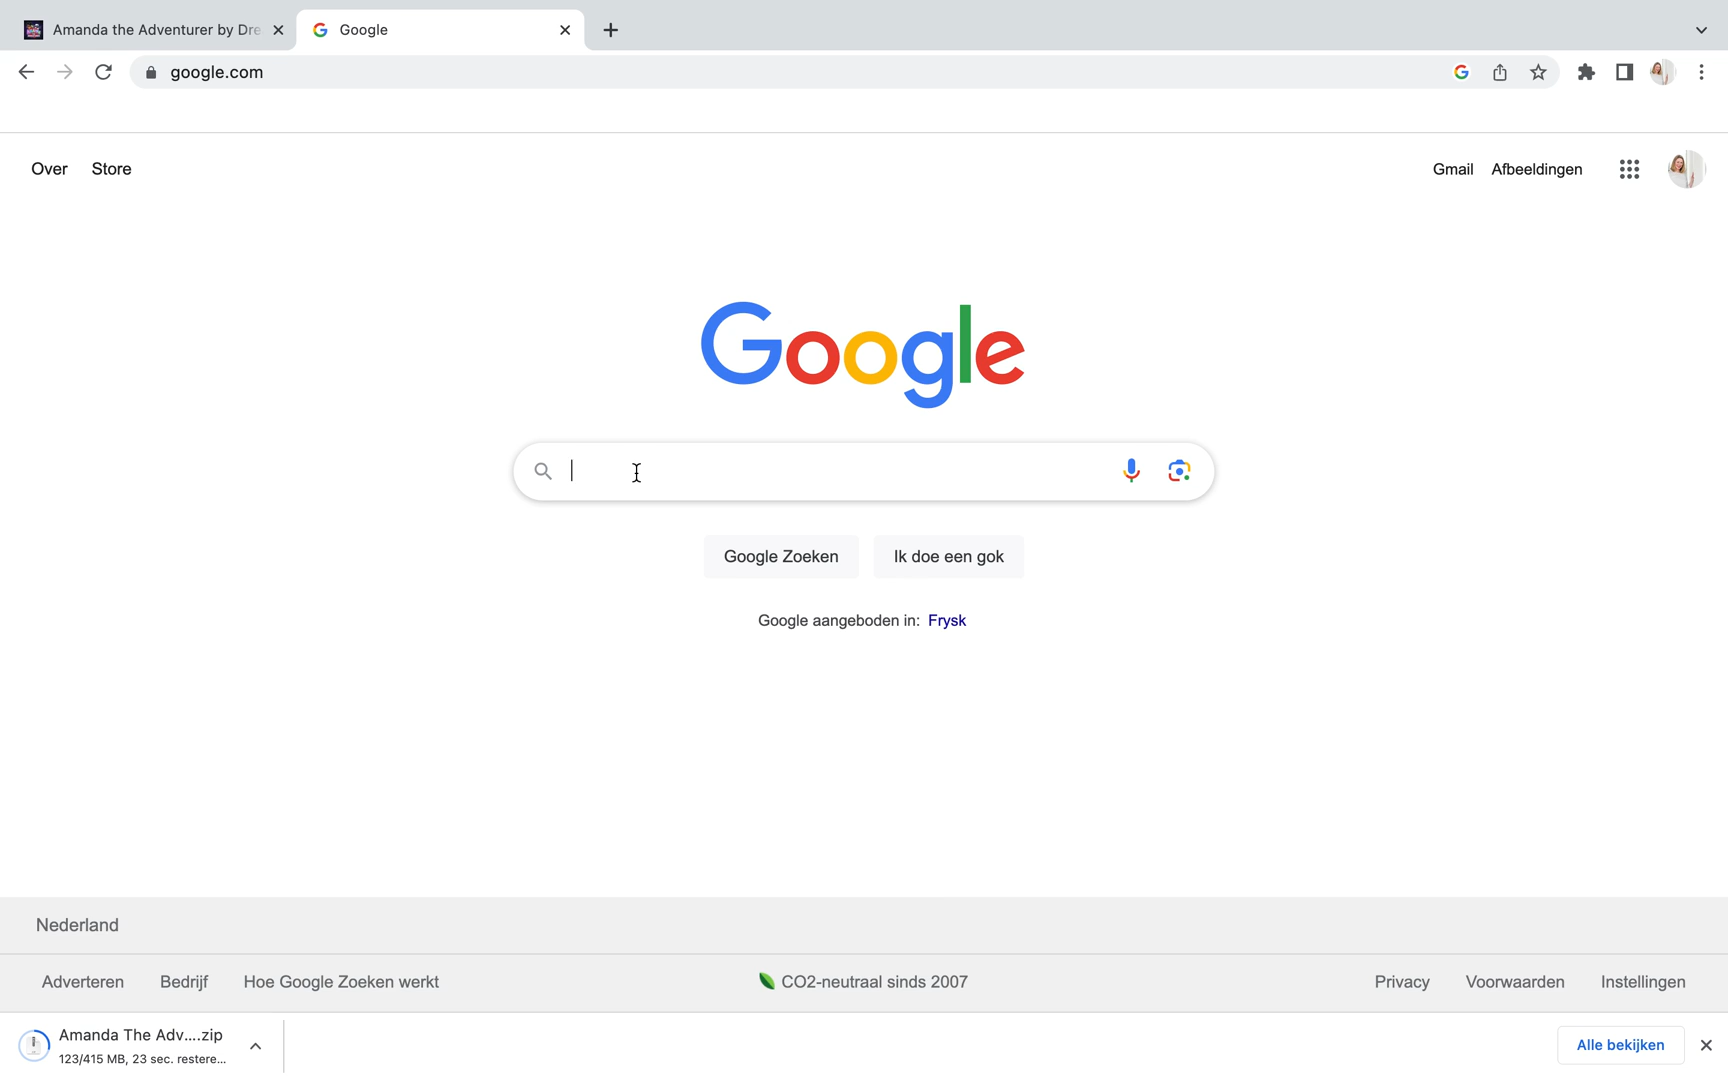 Amanda the Adventurer by Dre
Google
google.com
Over Store
Gmail Afbeeldingen
Google
Google Zoeken
Ik doe een gok
Google aangeboden in: Frysk
Nederland
Adverteren Bedrijf Hoe Google Zoeken werkt
CO2-neutraal sinds 2007
Privacy Voorwaarden Instellingen
Amanda The Adv....zip
123/415 MB, 23 sec. restere...
Alle bekijken